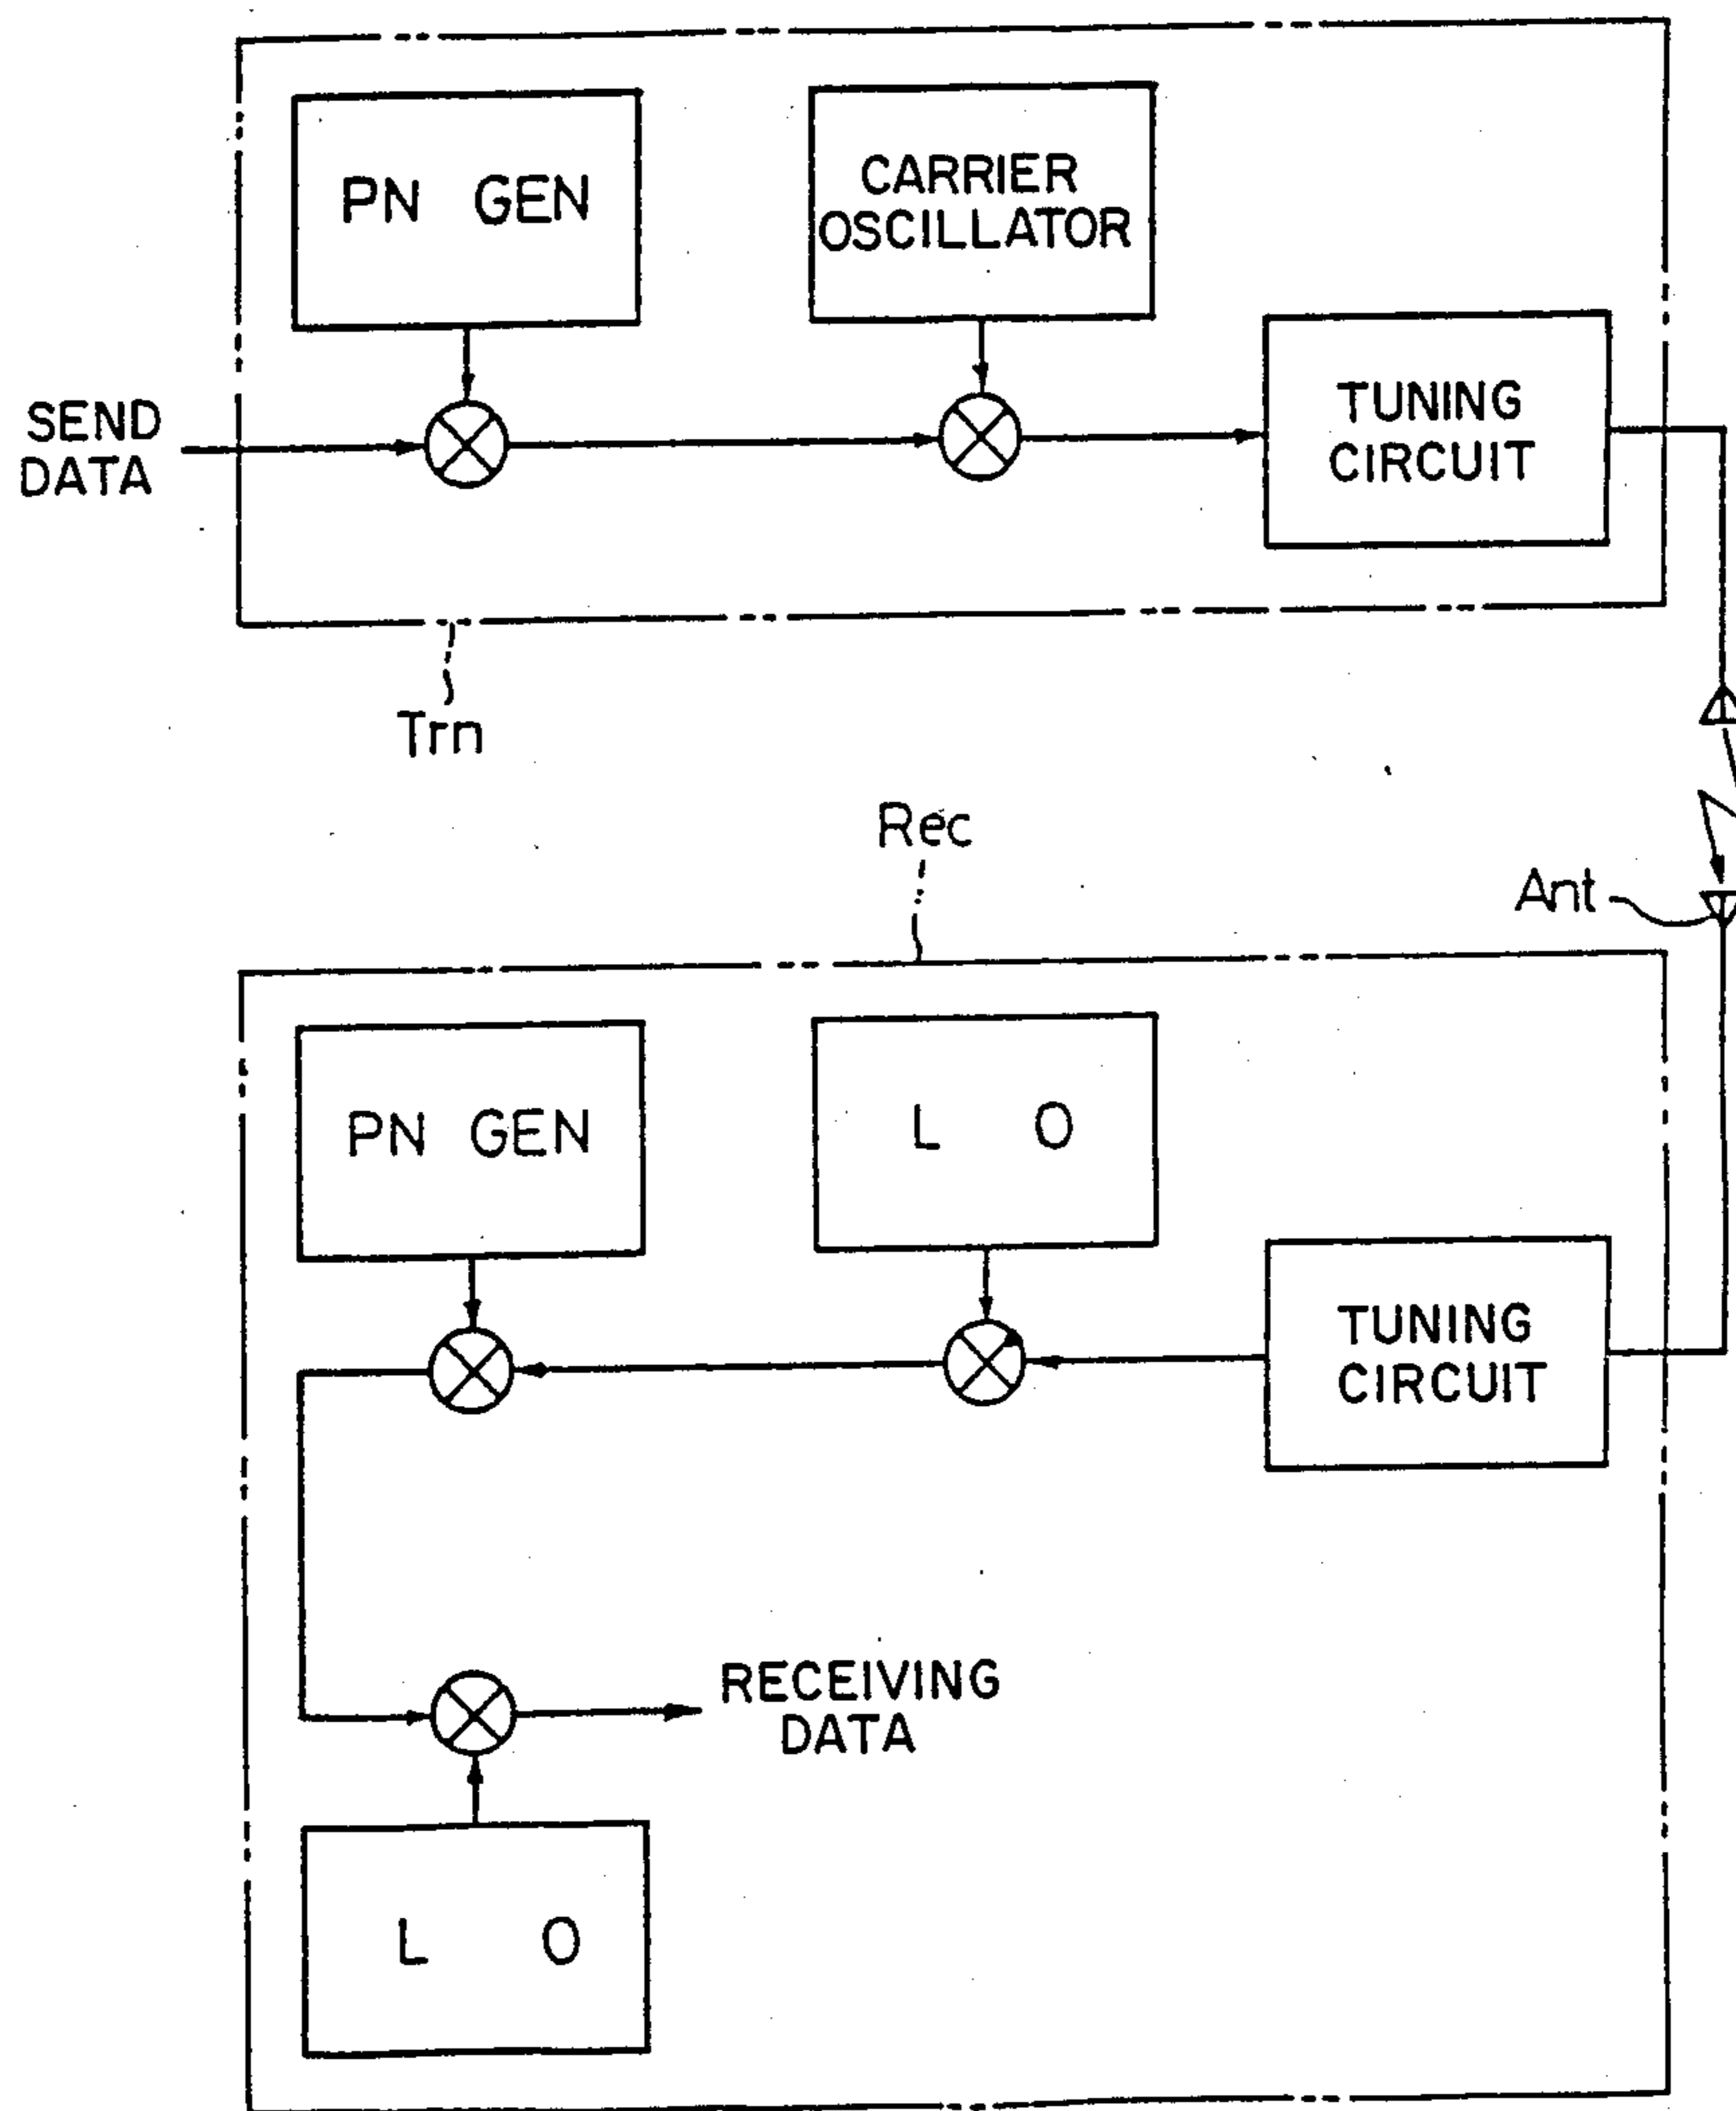 PN GEN
CARRIER
OSCILLATOR
SEND
DATA
TUNING
CIRCUIT
Trn
Rec
Ant
PN GEN
L O
TUNING
CIRCUIT
RECEIVING
DATA
L O